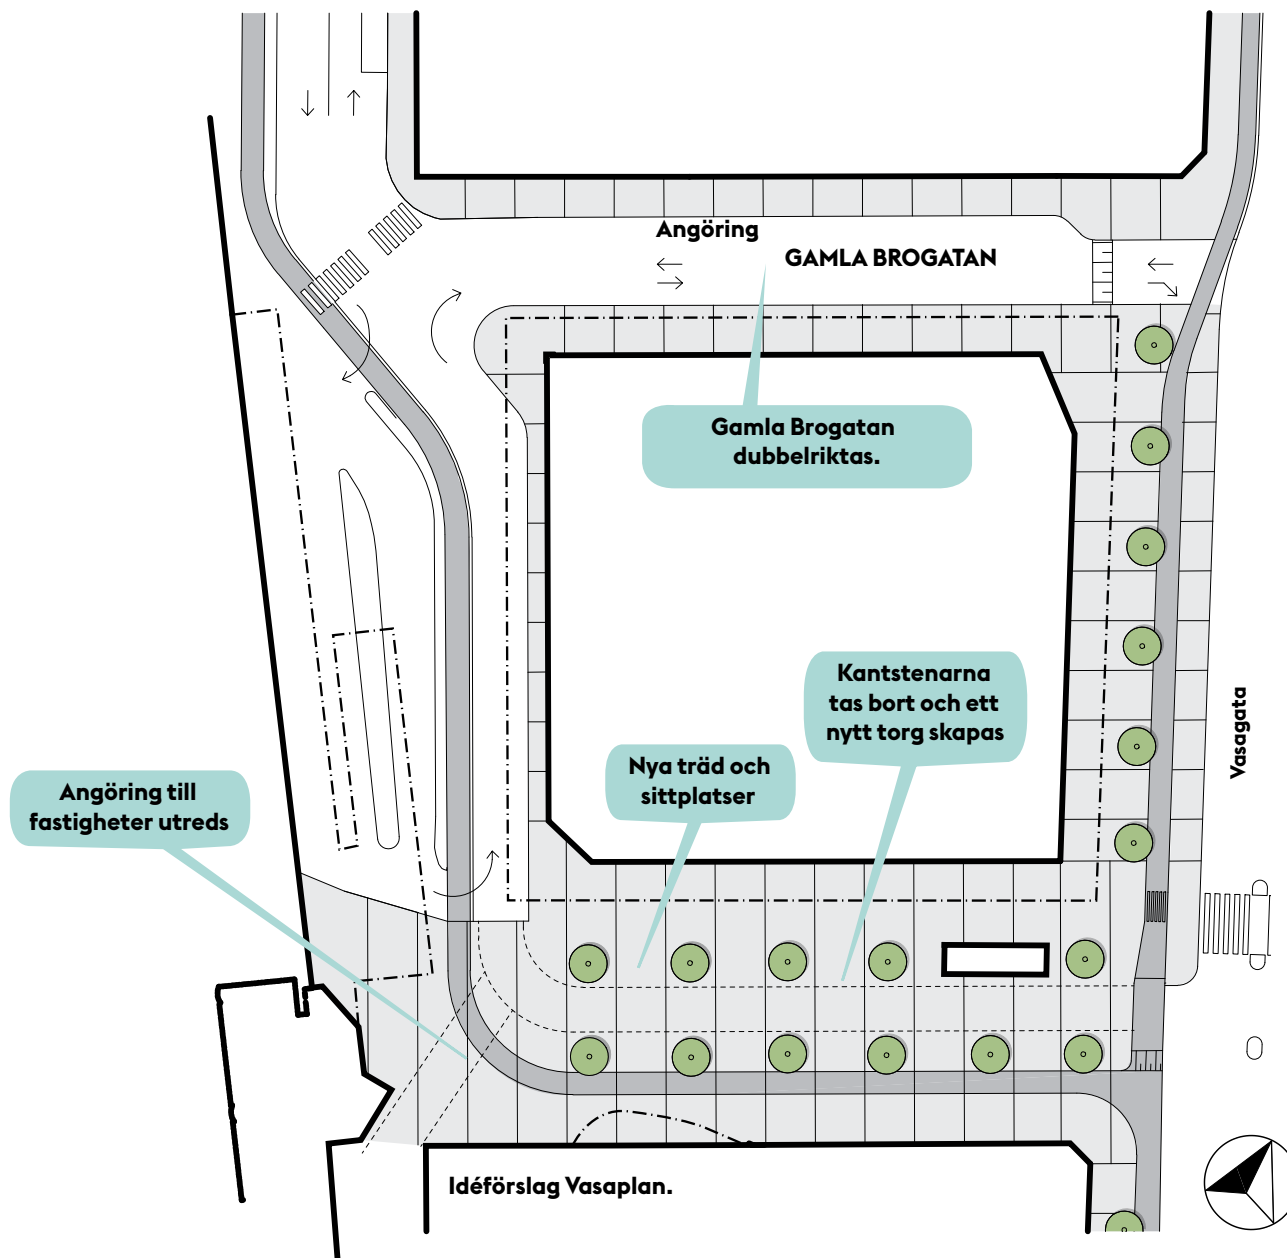 Angöring
GAMLA BROGATAN
Gamla Brogatan
dubbelriktas.
Kantstenarna
tas bort och ett
nytt torg skapas
Nya träd och
sittplatser
Angöring till
fastigheter utreds
Vasagata
Idéförslag Vasaplan.